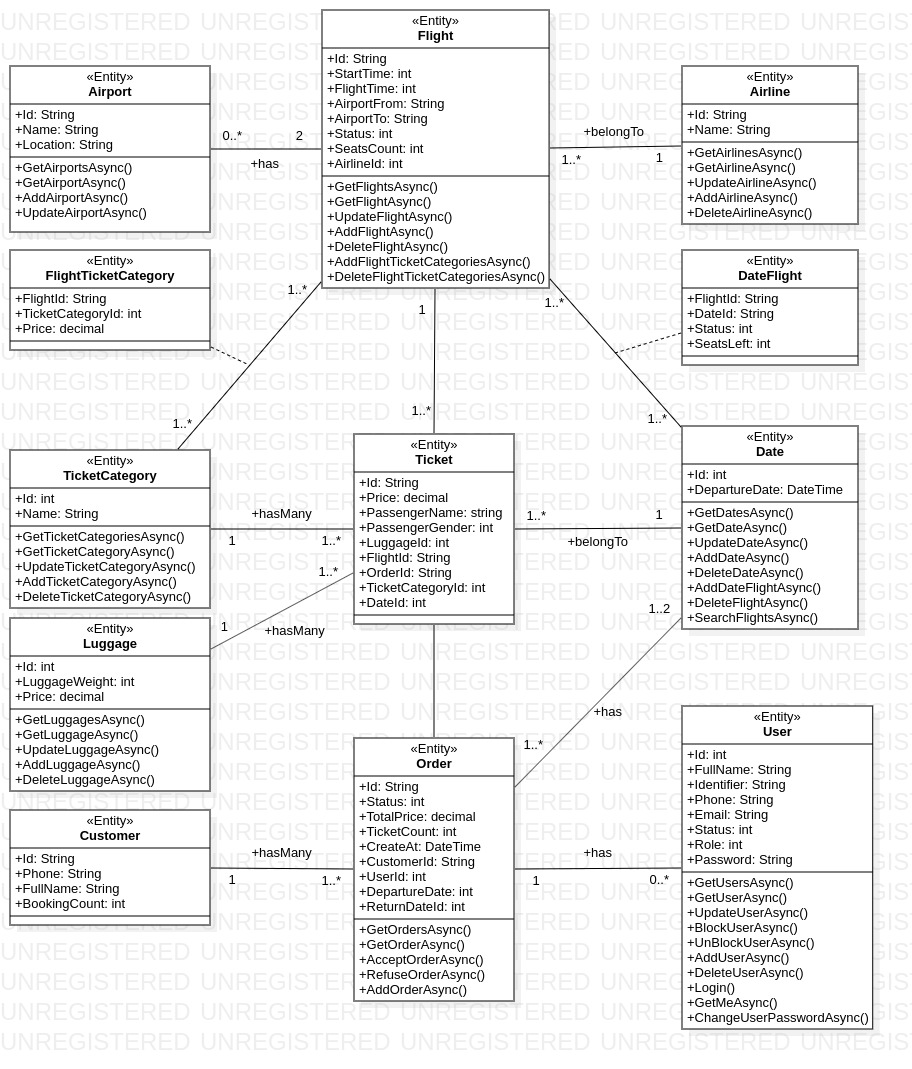 «Entity»
Flight
+Id: String
+StartTime: int
+FlightTime: int
+AirportFrom: String
+AirportTo: String
+Status: int
+SeatsCount: int
+AirlineId: int
+GetFlightsAsync()
+GetFlightAsync()
+UpdateFlightAsync()
+AddFlightAsync()
+DeleteFlightAsync()
+AddFlightTicketCategoriesAsync()
+DeleteFlightTicketCategoriesAsync()
«Entity»
Airport
+Id: String
+Name: String
+Location: String
+GetAirportsAsync()
+GetAirportAsync()
+AddAirportAsync()
+UpdateAirportAsync()
0..*
2
+has
+belongTo
1..*
1
«Entity»
Airline
+Id: String
+Name: String
+GetAirlinesAsync()
+GetAirlineAsync()
+UpdateAirlineAsync()
+AddAirlineAsync()
+DeleteAirlineAsync()
«Entity»
FlightTicketCategory
+FlightId: String
+TicketCategoryId: int
+Price: decimal
1..*
1
1..*
«Entity»
DateFlight
+FlightId: String
+DateId: String
+Status: int
+SeatsLeft: int
1..*
1..*
1..*
«Entity»
TicketCategory
+Id: int
+Name: String
+GetTicketCategoriesAsync()
+GetTicketCategoryAsync()
+UpdateTicketCategoryAsync()
+AddTicketCategoryAsync()
+DeleteTicketCategoryAsync()
+hasMany
1
1..*
«Entity»
Ticket
+Id: String
+Price: decimal
+PassengerName: string
+PassengerGender: int
+LuggageId: int
+FlightId: String
+OrderId: String
+TicketCategoryId: int
+DateId: int
1..*
1
+belongTo
«Entity»
Date
+Id: int
+DepartureDate: DateTime
+GetDatesAsync()
+GetDateAsync()
+UpdateDateAsync()
+AddDateAsync()
+DeleteDateAsync()
+AddDateFlightAsync()
+DeleteFlightAsync()
+SearchFlightsAsync()
1..*
1
+hasMany
«Entity»
Luggage
+Id: int
+LuggageWeight: int
+Price: decimal
+GetLuggagesAsync()
+GetLuggageAsync()
+UpdateLuggageAsync()
+AddLuggageAsync()
+DeleteLuggageAsync()
1..2
+has
1..*
«Entity»
Order
+Id: String
+Status: int
+TotalPrice: decimal
+TicketCount: int
+CreateAt: DateTime
+CustomerId: String
+UserId: int
+DepartureDate: int
+ReturnDateId: int
+GetOrdersAsync()
+GetOrderAsync()
+AcceptOrderAsync()
+RefuseOrderAsync()
+AddOrderAsync()
«Entity»
Customer
+Id: String
+Phone: String
+FullName: String
+BookingCount: int
+hasMany
1
1..*
+has
1
0..*
«Entity»
User
+Id: int
+FullName: String
+Identifier: String
+Phone: String
+Email: String
+Status: int
+Role: int
+Password: String
+GetUsersAsync()
+GetUserAsync()
+UpdateUserAsync()
+BlockUserAsync()
+UnBlockUserAsync()
+AddUserAsync()
+DeleteUserAsync()
+Login()
+GetMeAsync()
+ChangeUserPasswordAsync()
UNREGISTERED